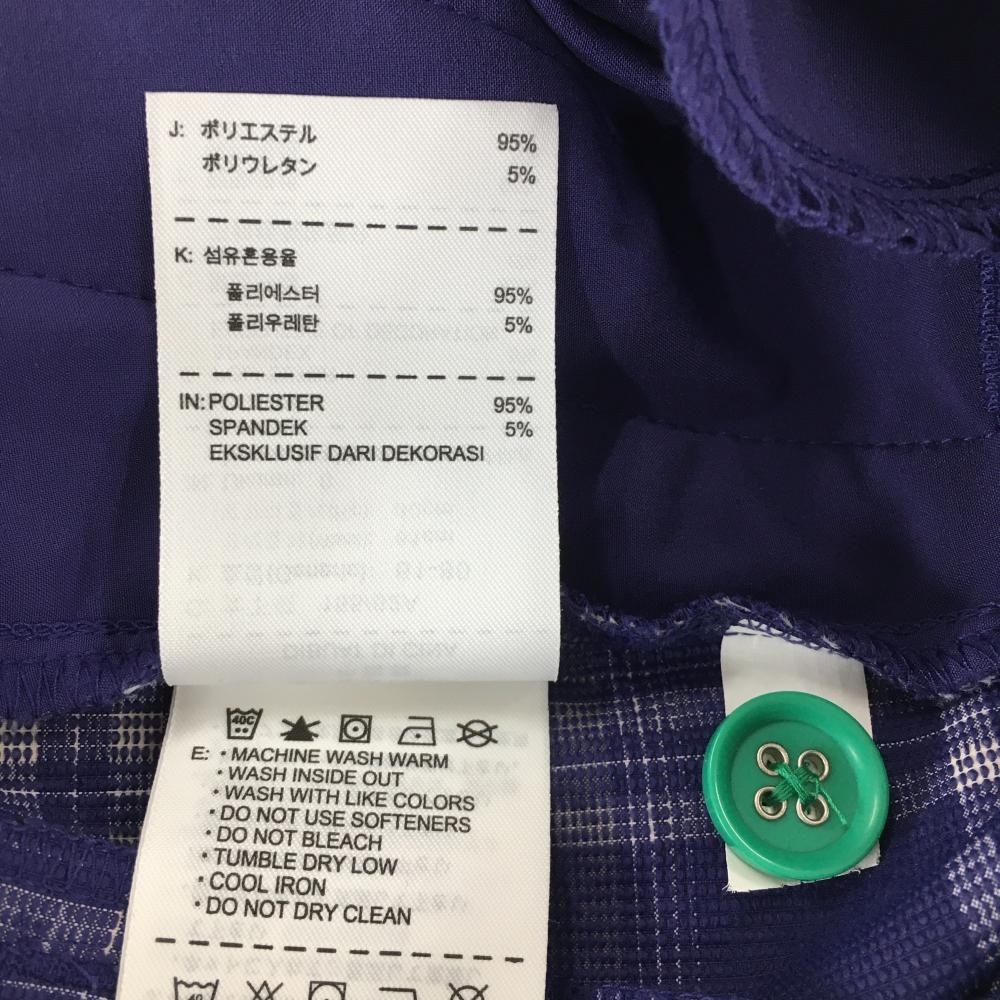 J: ポリエステル 95%
ポリウレタン 5%
K: 섬유혼용율
폴리에스터 95%
폴리우레탄 5%
IN: POLIESTER 95%
SPANDEK 5%
EKSKLUSIF DARI DEKORASI
40C
E: • MACHINE WASH WARM
• WASH INSIDE OUT
• WASH WITH LIKE COLORS
• DO NOT USE SOFTENERS
• DO NOT BLEACH
• TUMBLE DRY LOW
• COOL IRON
• DO NOT DRY CLEAN
40